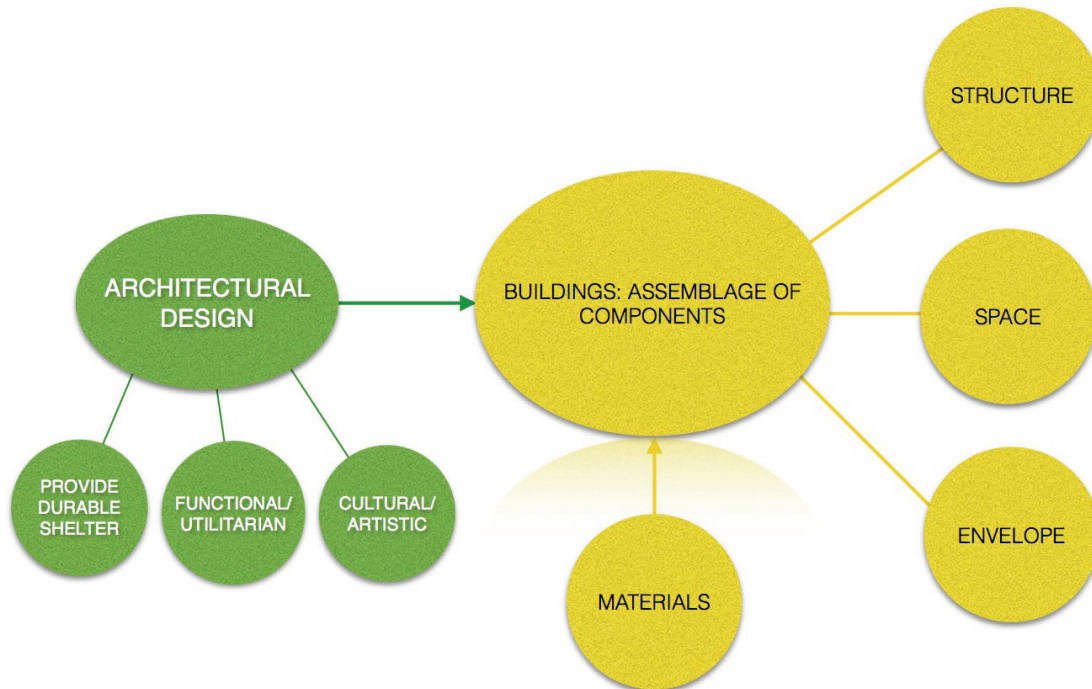 ARCHITECTURAL
DESIGN
PROVIDE
DURABLE
SHELTER
FUNCTIONAL/
UTILITARIAN
CULTURAL/
ARTISTIC
BUILDINGS: ASSEMBLAGE OF
COMPONENTS
MATERIALS
STRUCTURE
SPACE
ENVELOPE